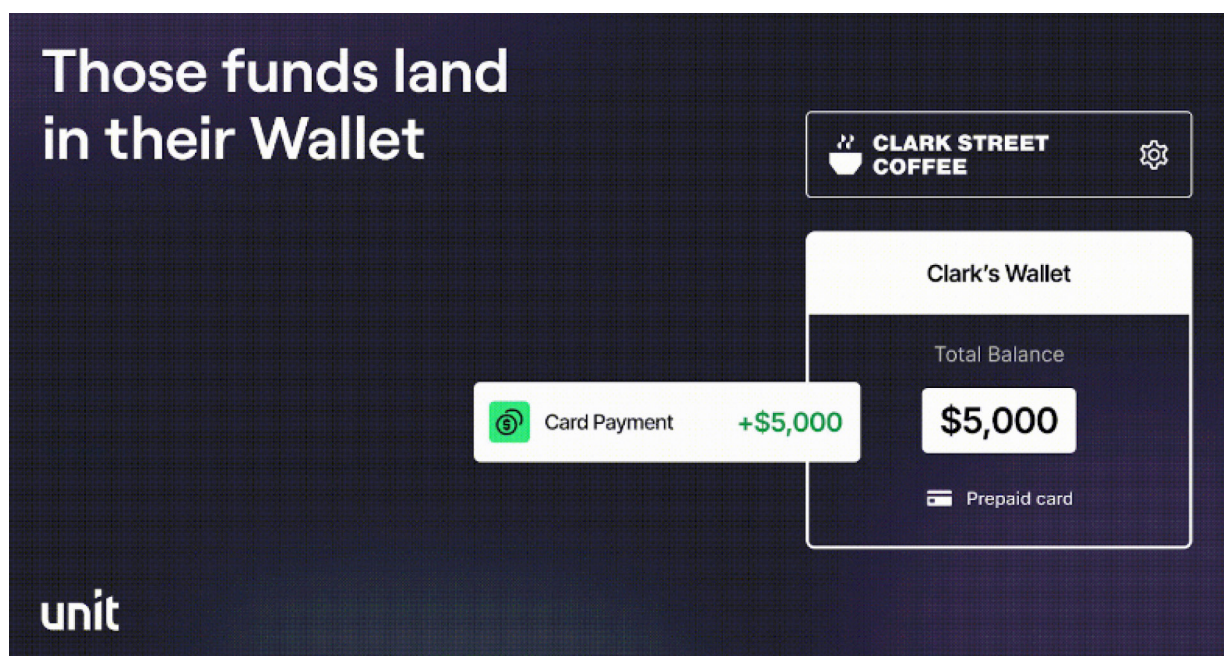 Those funds land
in their Wallet
CLARK STREET
COFFEE
Clark’s Wallet
Total Balance
Card Payment +$5,000
$5,000
Prepaid card
unit